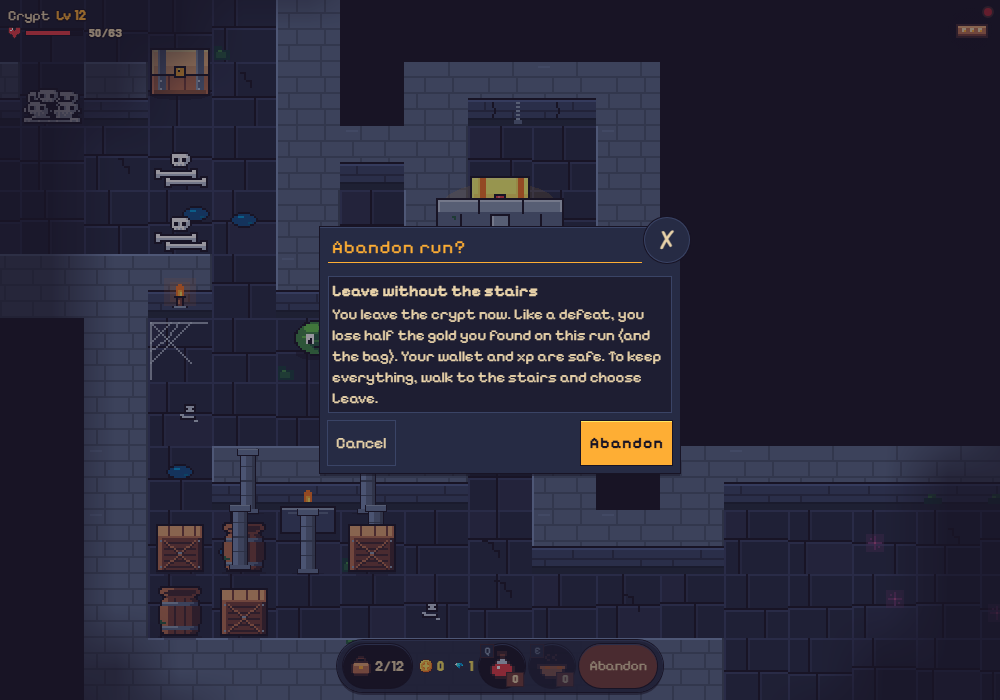 Crypt Lv 12
50/63
Abandon run?
X
Leave without the stairs
You leave the crypt now. Like a defeat, you
lose half the gold you found on this run (and
the bag). Your wallet and xp are safe. To keep
everything, walk to the stairs and choose
Leave.
Cancel
Abandon
2/12
0
1
Q
0
E
0
Abandon